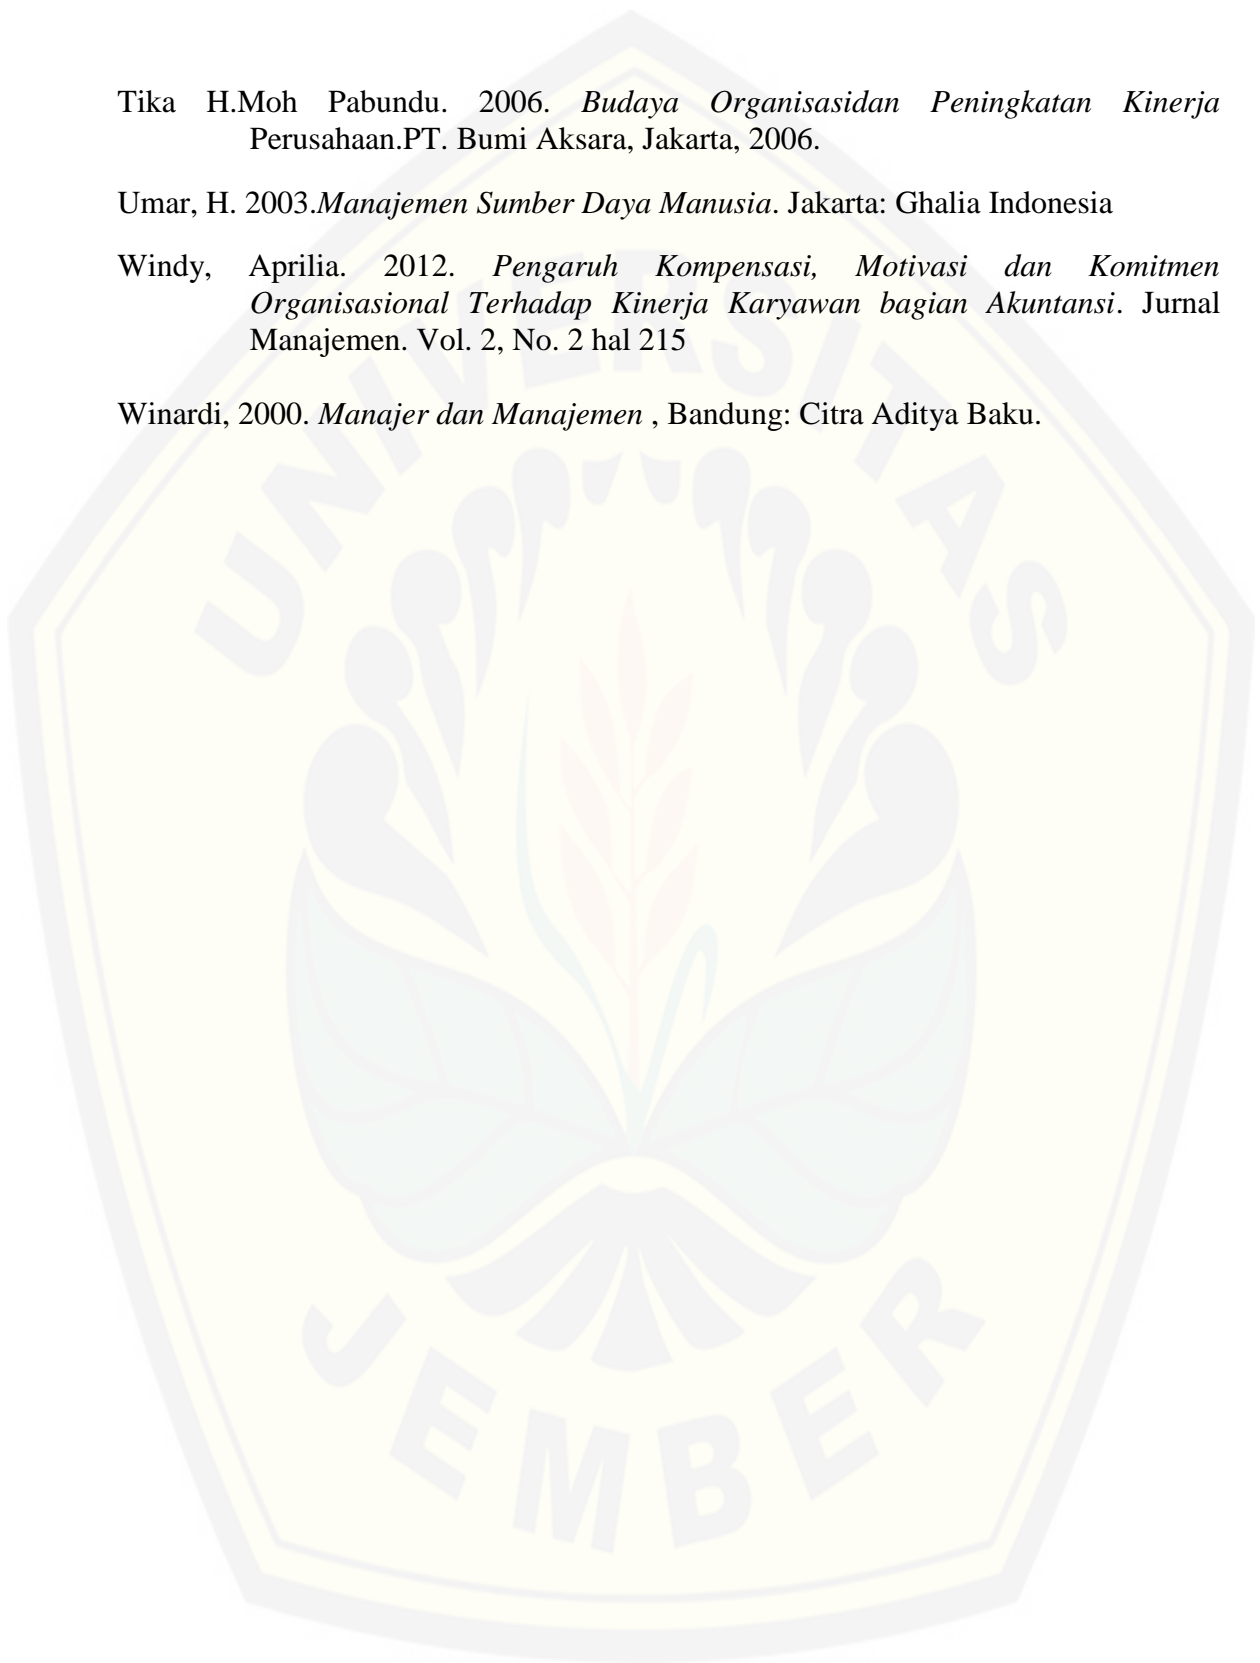 Tika H.Moh Pabundu. 2006. Budaya Organisasidan Peningkatan Kinerja
Perusahaan.PT. Bumi Aksara, Jakarta, 2006.
Umar, H. 2003.Manajemen Sumber Daya Manusia. Jakarta: Ghalia Indonesia
Windy, Aprilia. 2012. Pengaruh Kompensasi, Motivasi dan Komitmen
Organisasional Terhadap Kinerja Karyawan bagian Akuntansi. Jurnal
Manajemen. Vol. 2, No. 2 hal 215
Winardi, 2000. Manajer dan Manajemen , Bandung: Citra Aditya Baku.
UNIVERSITAS
JEMBER